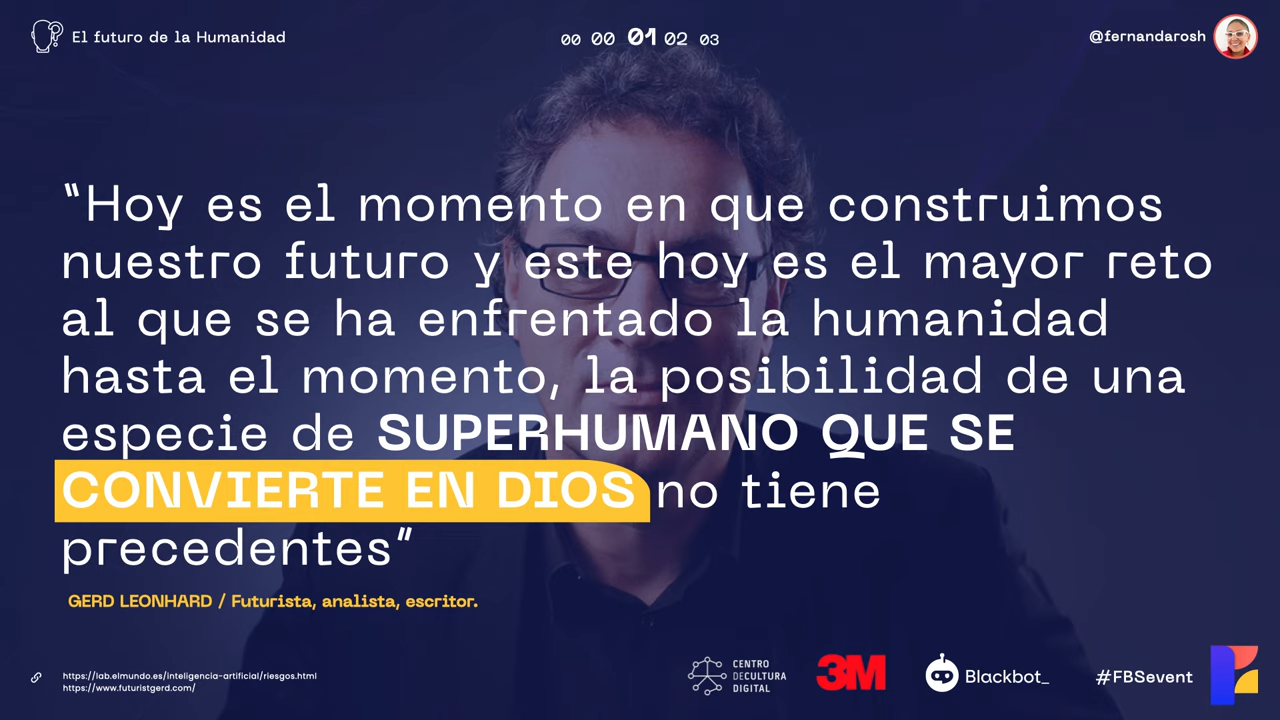 El futuro de la Humanidad
00 00 01 02 03
@fernandarosh
"Hoy es el momento en que construimos
nuestro futuro y este hoy es el mayor reto
al que se ha enfrentado la humanidad
hasta el momento, la posibilidad de una
especie de SUPERHUMANO QUE SE
CONVIERTE EN DIOS no tiene
precedentes"
GERD LEONHARD / Futurista, analista, escritor.
https://lab.elmundo.es/inteligencia-artificial/riesgos.html
https://www.futuristgerd.com/
CENTRO
DECULTURA
DIGITAL
3M
Blackbot_
#FBSevent